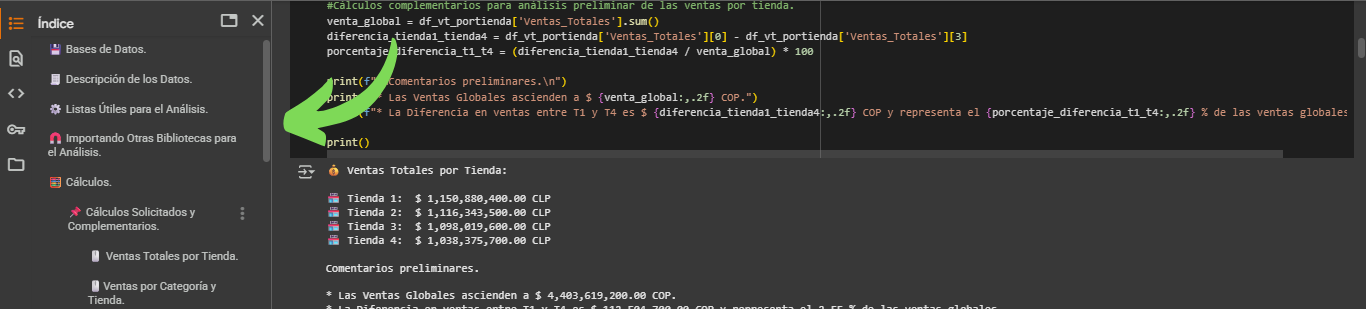 Índice
Bases de Datos.
Descripción de los Datos.
Listas Útiles para el Análisis.
Importando Otras Bibliotecas para
el Análisis.
Cálculos.
Cálculos Solicitados y
Complementarios.
Ventas Totales por Tienda.
Ventas por Categoría y
Tienda.
#Cálculos complementarios para análisis preliminar de las ventas por tienda.
venta_global = df_vt_portienda['Ventas_Totales'].sum()
diferencia_tienda1_tienda4 = df_vt_portienda['Ventas_Totales'][0] - df_vt_portienda['Ventas_Totales'][3]
porcentaje_diferencia_t1_t4 = (diferencia_tienda1_tienda4 / venta_global) * 100
print(f" Comentarios preliminares.\n")
* Las Ventas Globales ascienden a $ {venta_global:,.2f} COP.")
f"* La Diferencia en ventas entre T1 y T4 es $ {diferencia_tienda1_tienda4:,.2f} COP y representa el {porcentaje_diferencia_t1_t4:,.2f} % de las ventas globales
print()
Ventas Totales por Tienda:
Tienda 1: $ 1,150,880,400.00 CLP
Tienda 2: $ 1,116,343,500.00 CLP
Tienda 3: $ 1,098,019,600.00 CLP
Tienda 4: $ 1,038,375,700.00 CLP
Comentarios preliminares.
* Las Ventas Globales ascienden a $ 4,403,619,200.00 COP.
* La Diferencia en ventas entre T1 y T4 es $ 112,504,700.00 COP y representa el 2.55 % de las ventas globales